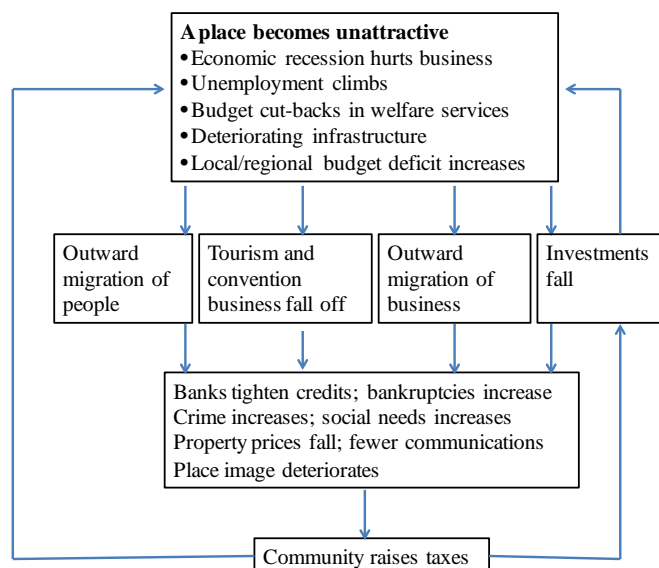 A place becomes unattractive
• Economic recession hurts business
• Unemployment climbs
• Budget cut-backs in welfare services
• Deteriorating infrastructure
• Local/regional budget deficit increases
Outward
migration of
people
Tourism and
convention
business fall off
Outward
migration of
business
Investments
fall
Banks tighten credits; bankruptcies increase
Crime increases; social needs increases
Property prices fall; fewer communications
Place image deteriorates
Community raises taxes